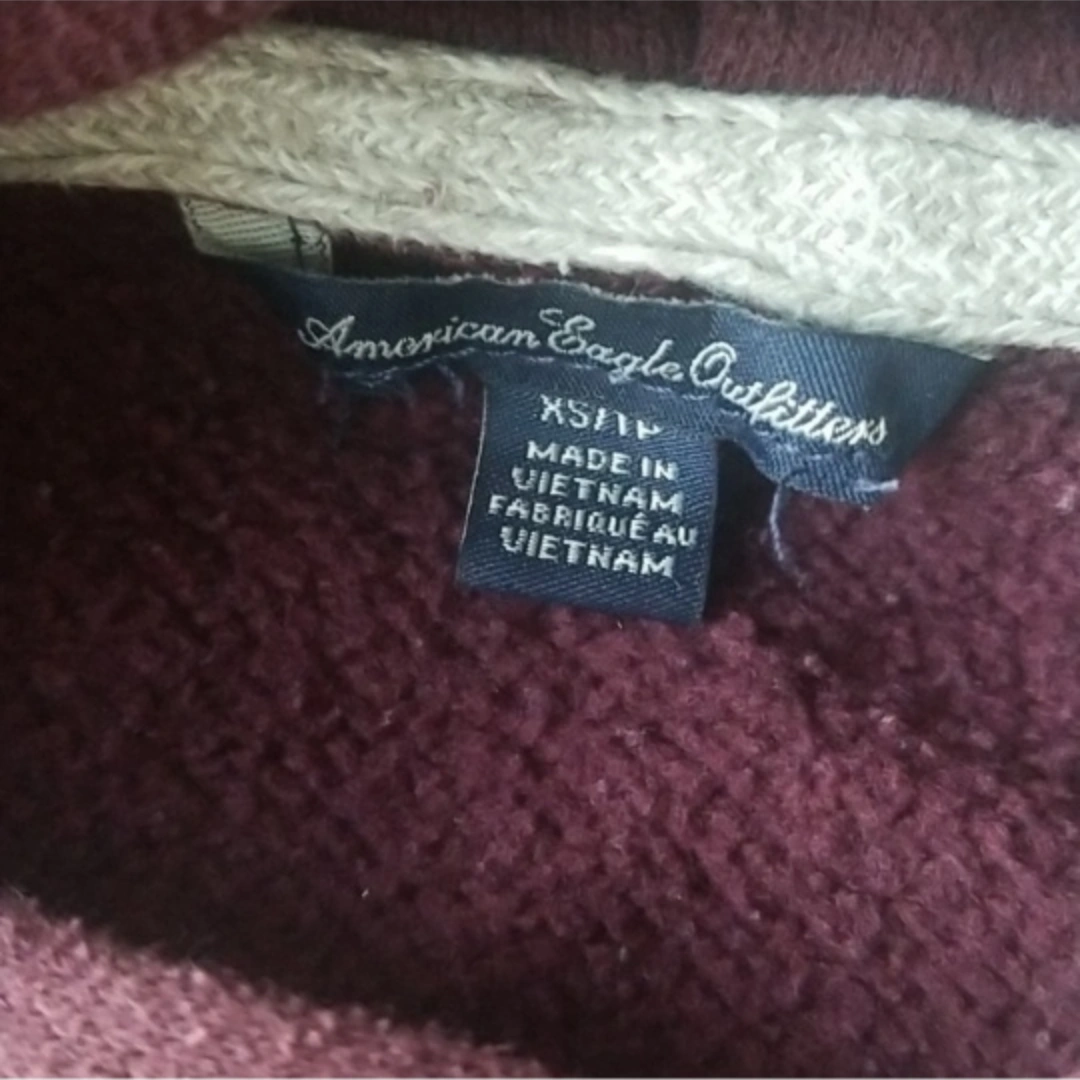 American Eagle Outfitters
XS/TP
MADE IN
VIETNAM
FABRIQUÉ AU
VIETNAM